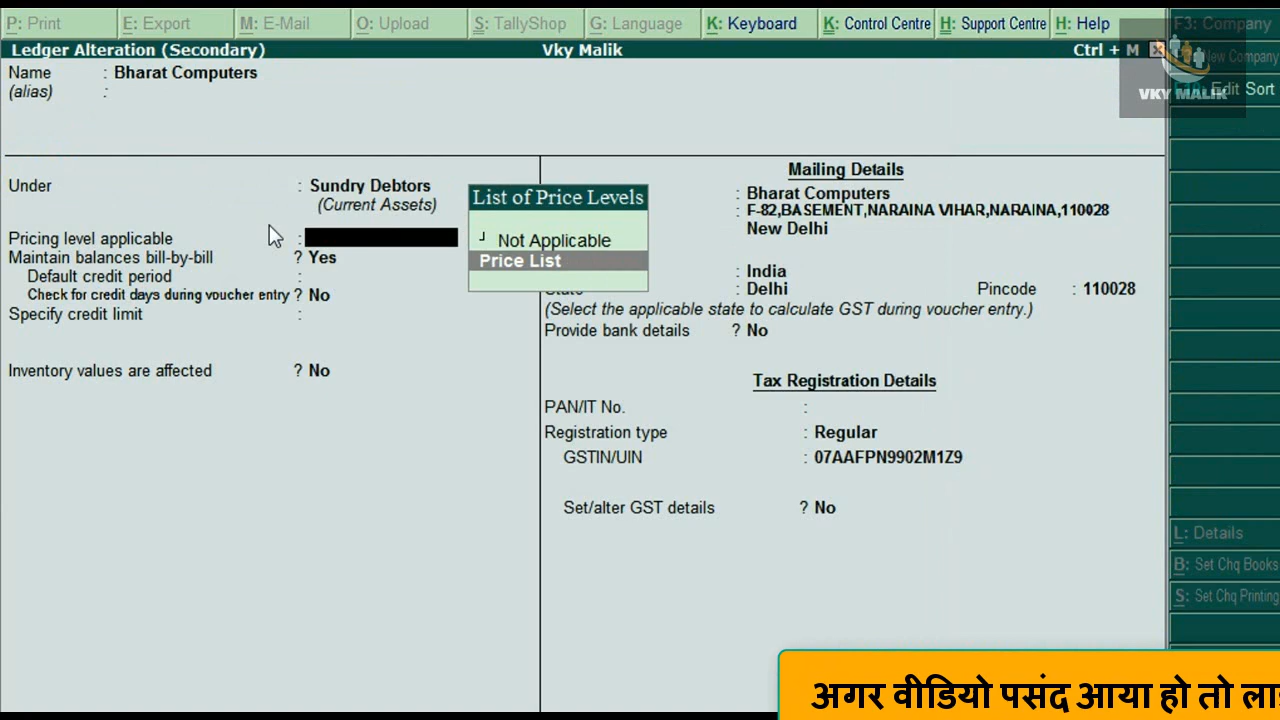 P: Print E: Export M: E-Mail O: Upload S: TallyShop G: Language K: Keyboard K: Control Centre H: Support Centre H: Help F3: Company
Ledger Alteration (Secondary) Vky Malik Ctrl + M
New Company
Name : Bharat Computers
(alias) :
Edit Sort
VKY MALIK
Under : Sundry Debtors
(Current Assets)
Pricing level applicable :
Maintain balances bill-by-bill ? Yes
Default credit period :
Check for credit days during voucher entry ? No
Specify credit limit :
Inventory values are affected ? No
List of Price Levels
Not Applicable
Price List
Mailing Details
: Bharat Computers
: F-82,BASEMENT,NARAINA VIHAR,NARAINA,110028
New Delhi
: India
State : Delhi Pincode : 110028
(Select the applicable state to calculate GST during voucher entry.)
Provide bank details ? No
Tax Registration Details
PAN/IT No. :
Registration type : Regular
GSTIN/UIN : 07AAFPN9902M1Z9
Set/alter GST details ? No
L: Details
B: Set Chq Books
S: Set Chq Printing
अगर वीडियो पसंद आया हो तो